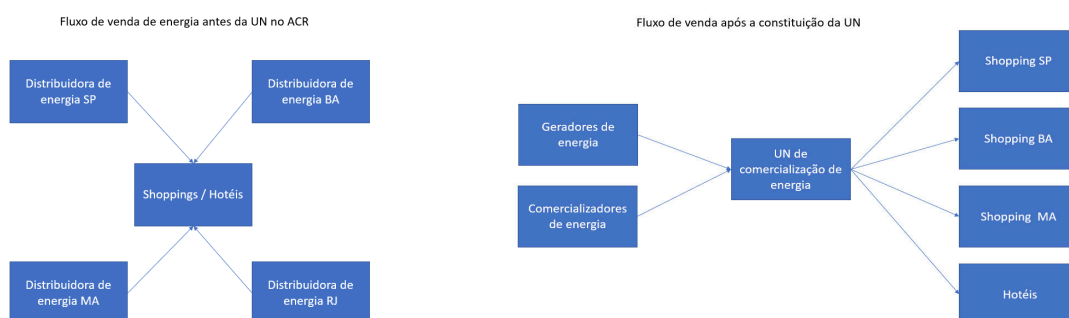 Fluxo de venda de energia antes da UN no ACR
Distribuidora de
energia SP
Distribuidora de
energia BA
Shoppings / Hotéis
Distribuidora de
energia MA
Distribuidora de
energia RJ
Fluxo de venda após a constituição da UN
Geradores de
energia
Comercializadores
de energia
UN de
comercialização de
energia
Shopping SP
Shopping BA
Shopping  MA
Hotéis